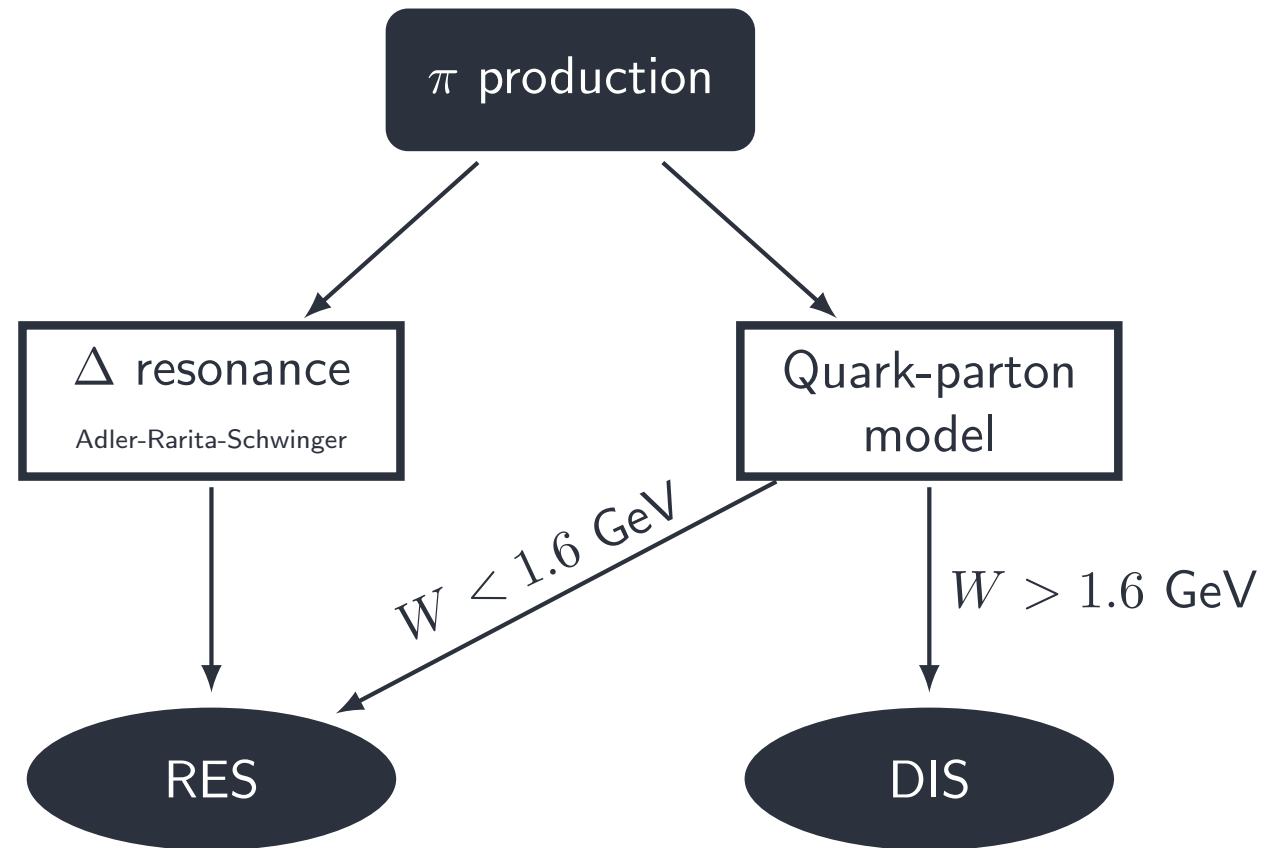 π production
Δ resonance
Adler-Rarita-Schwinger
Quark-parton
model
W < 1.6 GeV
W > 1.6 GeV
RES
DIS